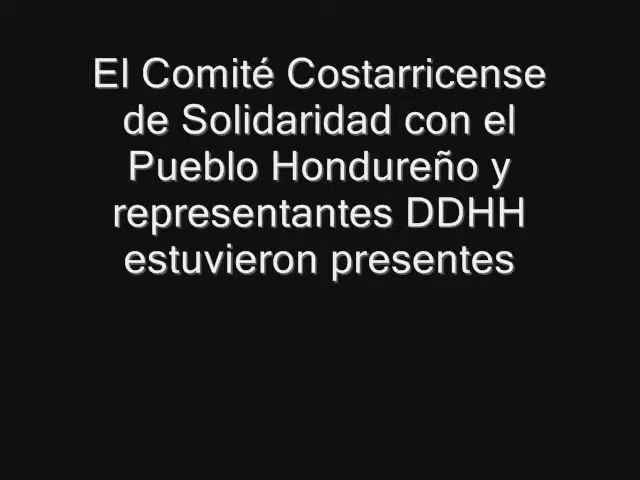 El Comité Costarricense
de Solidaridad con el
Pueblo Hondureño y
representantes DDHH
estuvieron presentes